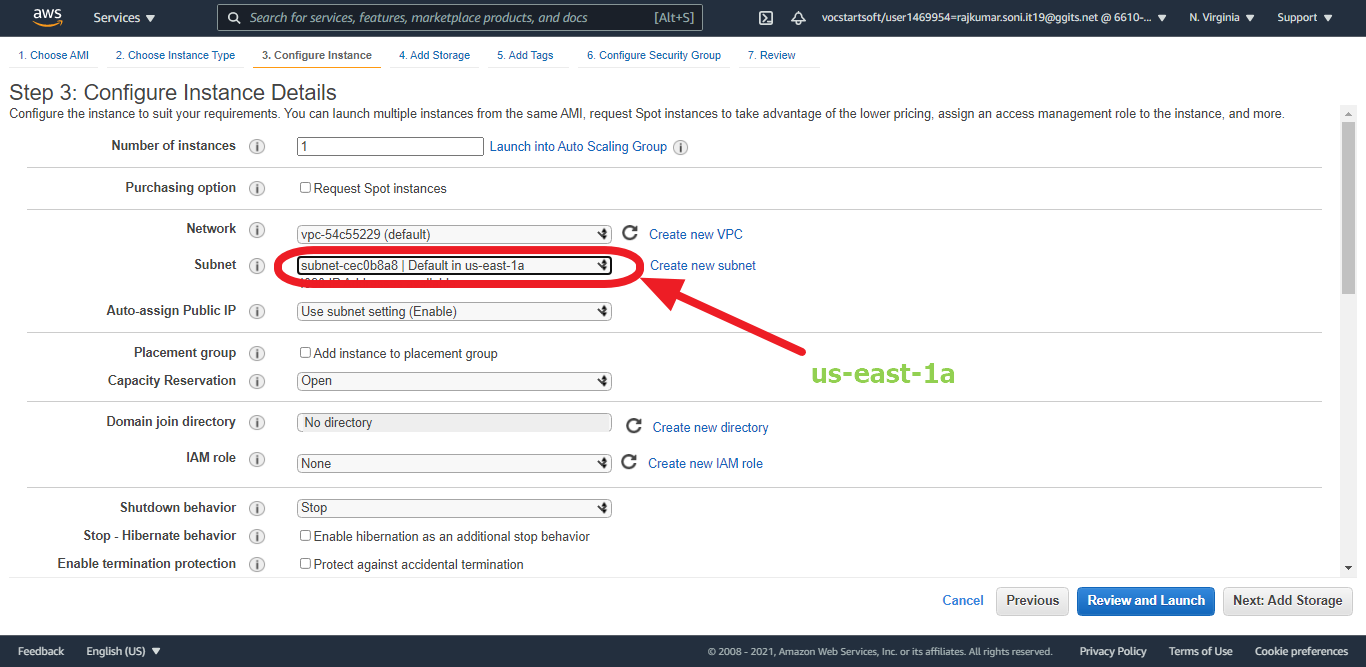 aws Services Search for services, features, marketplace products, and docs [Alt+S] vocstartsoft/user1469954=rajkumar.soni.it19@ggits.net @ 6610-... N. Virginia Support
1. Choose AMI 2. Choose Instance Type 3. Configure Instance 4. Add Storage 5. Add Tags 6. Configure Security Group 7. Review
Step 3: Configure Instance Details
Configure the instance to suit your requirements. You can launch multiple instances from the same AMI, request Spot instances to take advantage of the lower pricing, assign an access management role to the instance, and more.
Number of instances 1 Launch into Auto Scaling Group
Purchasing option Request Spot instances
Network vpc-54c55229 (default) Create new VPC
Subnet subnet-cec0b8a8 | Default in us-east-1a Create new subnet
Auto-assign Public IP Use subnet setting (Enable)
Placement group Add instance to placement group
us-east-1a
Capacity Reservation Open
Domain join directory No directory Create new directory
IAM role None Create new IAM role
Shutdown behavior Stop
Stop - Hibernate behavior Enable hibernation as an additional stop behavior
Enable termination protection Protect against accidental termination
Cancel Previous Review and Launch Next: Add Storage
Feedback English (US) © 2008 - 2021, Amazon Web Services, Inc. or its affiliates. All rights reserved. Privacy Policy Terms of Use Cookie preferences